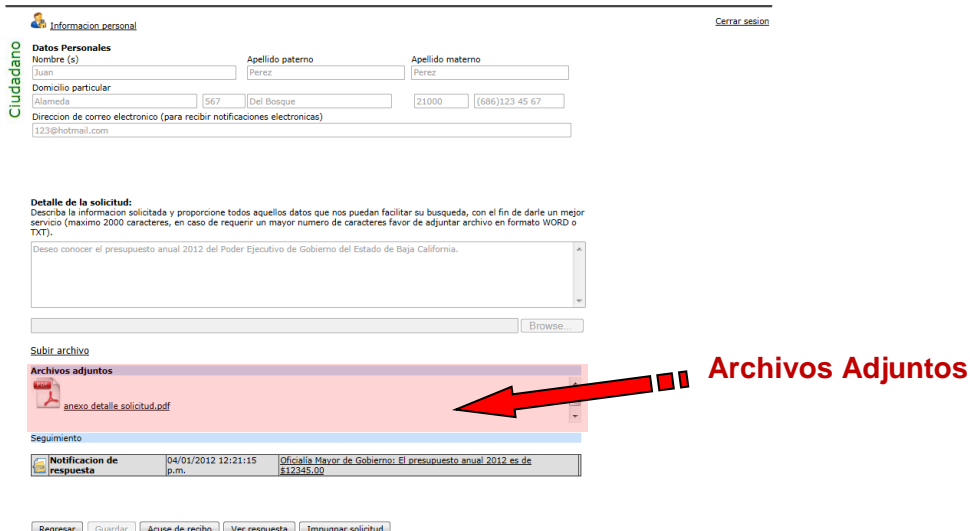 Informacion personal
Cerrar sesion
Ciudadano
Datos Personales
Nombre (s) Apellido paterno Apellido materno
Juan Perez Perez
Domicilio particular
Alameda 567 Del Bosque 21000 (686)123 45 67
Direccion de correo electronico (para recibir notificaciones electronicas)
123@hotmail.com
Detalle de la solicitud:
Describa la informacion solicitada y proporcione todos aquellos datos que nos puedan facilitar su busqueda, con el fin de darle un mejor
servicio (maximo 2000 caracteres, en caso de requerir un mayor numero de caracteres favor de adjuntar archivo en formato WORD o
TXT).
Deseo conocer el presupuesto anual 2012 del Poder Ejecutivo de Gobierno del Estado de Baja California.
Browse...
Subir archivo
Archivos adjuntos
PDF
anexo detalle solicitud.pdf
Archivos Adjuntos
Seguimiento
Notificacion de 04/01/2012 12:21:15 Oficialía Mayor de Gobierno: El presupuesto anual 2012 es de
respuesta p.m. $12345.00
Regresar Guardar Acuse de recibo Ver respuesta Impugnar solicitud